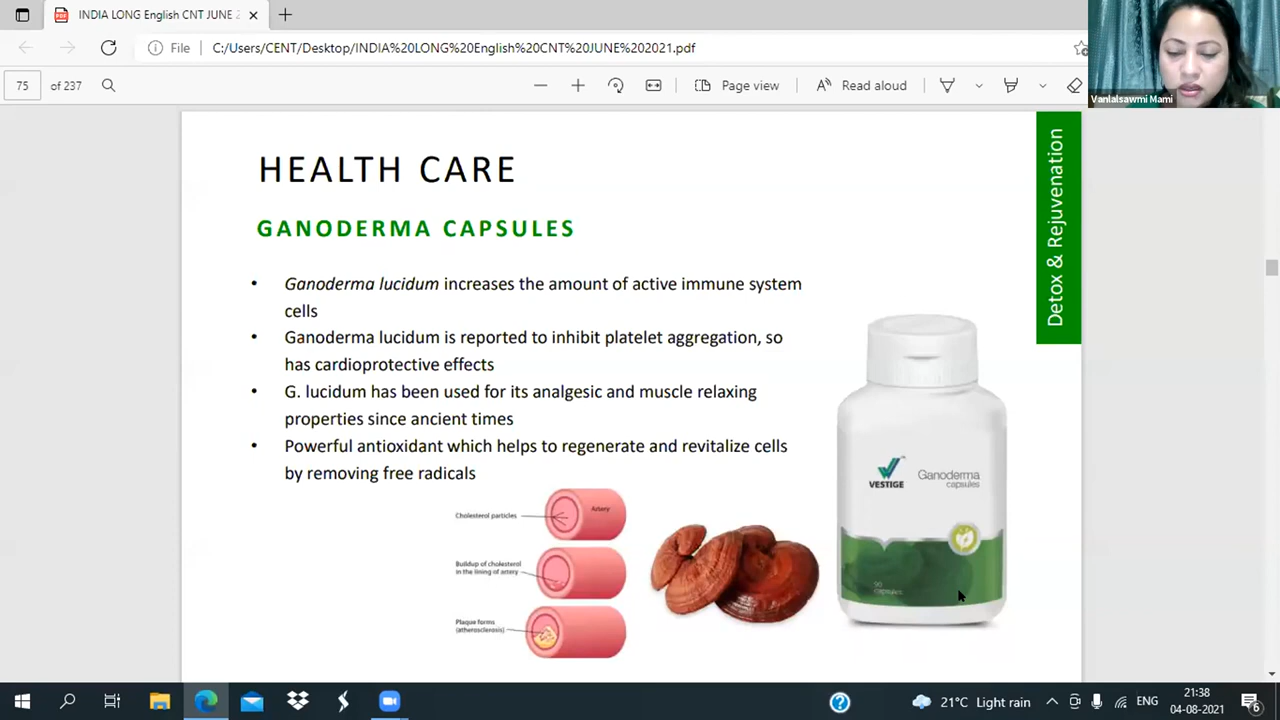 INDIA LONG English CNT JUNE 2
File
C:/Users/CENT/Desktop/INDIA%20LONG%20English%20CNT%20JUNE%202021.pdf
75
of 237
Page view
Read aloud
Vanlalsawmi Mami
Detox & Rejuvenation
HEALTH CARE
GANODERMA CAPSULES
• Ganoderma lucidum increases the amount of active immune system
cells
• Ganoderma lucidum is reported to inhibit platelet aggregation, so
has cardioprotective effects
• G. lucidum has been used for its analgesic and muscle relaxing
properties since ancient times
• Powerful antioxidant which helps to regenerate and revitalize cells
by removing free radicals
Cholesterol particles
Artery
Buildup of cholesterol
in the lining of artery
Plaque forms
(atherosclerosis)
VESTIGE
Ganoderma
capsules
90
capsules
21°C Light rain
ENG
21:38
04-08-2021
6